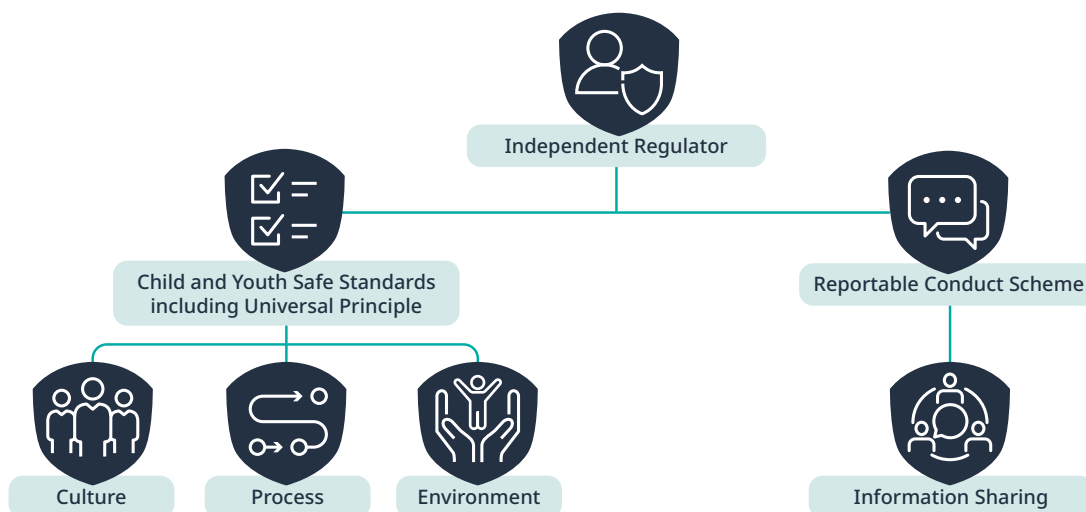 Independent Regulator
Child and Youth Safe Standards
including Universal Principle
Reportable Conduct Scheme
Culture
Process
Environment
Information Sharing